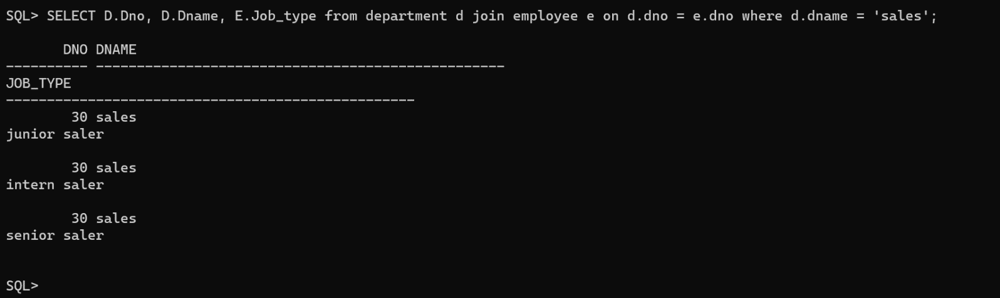 SQL> SELECT D.Dno, D.Dname, E.Job_type from department d join employee e on d.dno = e.dno where d.dname = 'sales';
       DNO DNAME
---------- --------------------------------------------------
JOB_TYPE
--------------------------------------------------
        30 sales
junior saler
        30 sales
intern saler
        30 sales
senior saler
SQL>